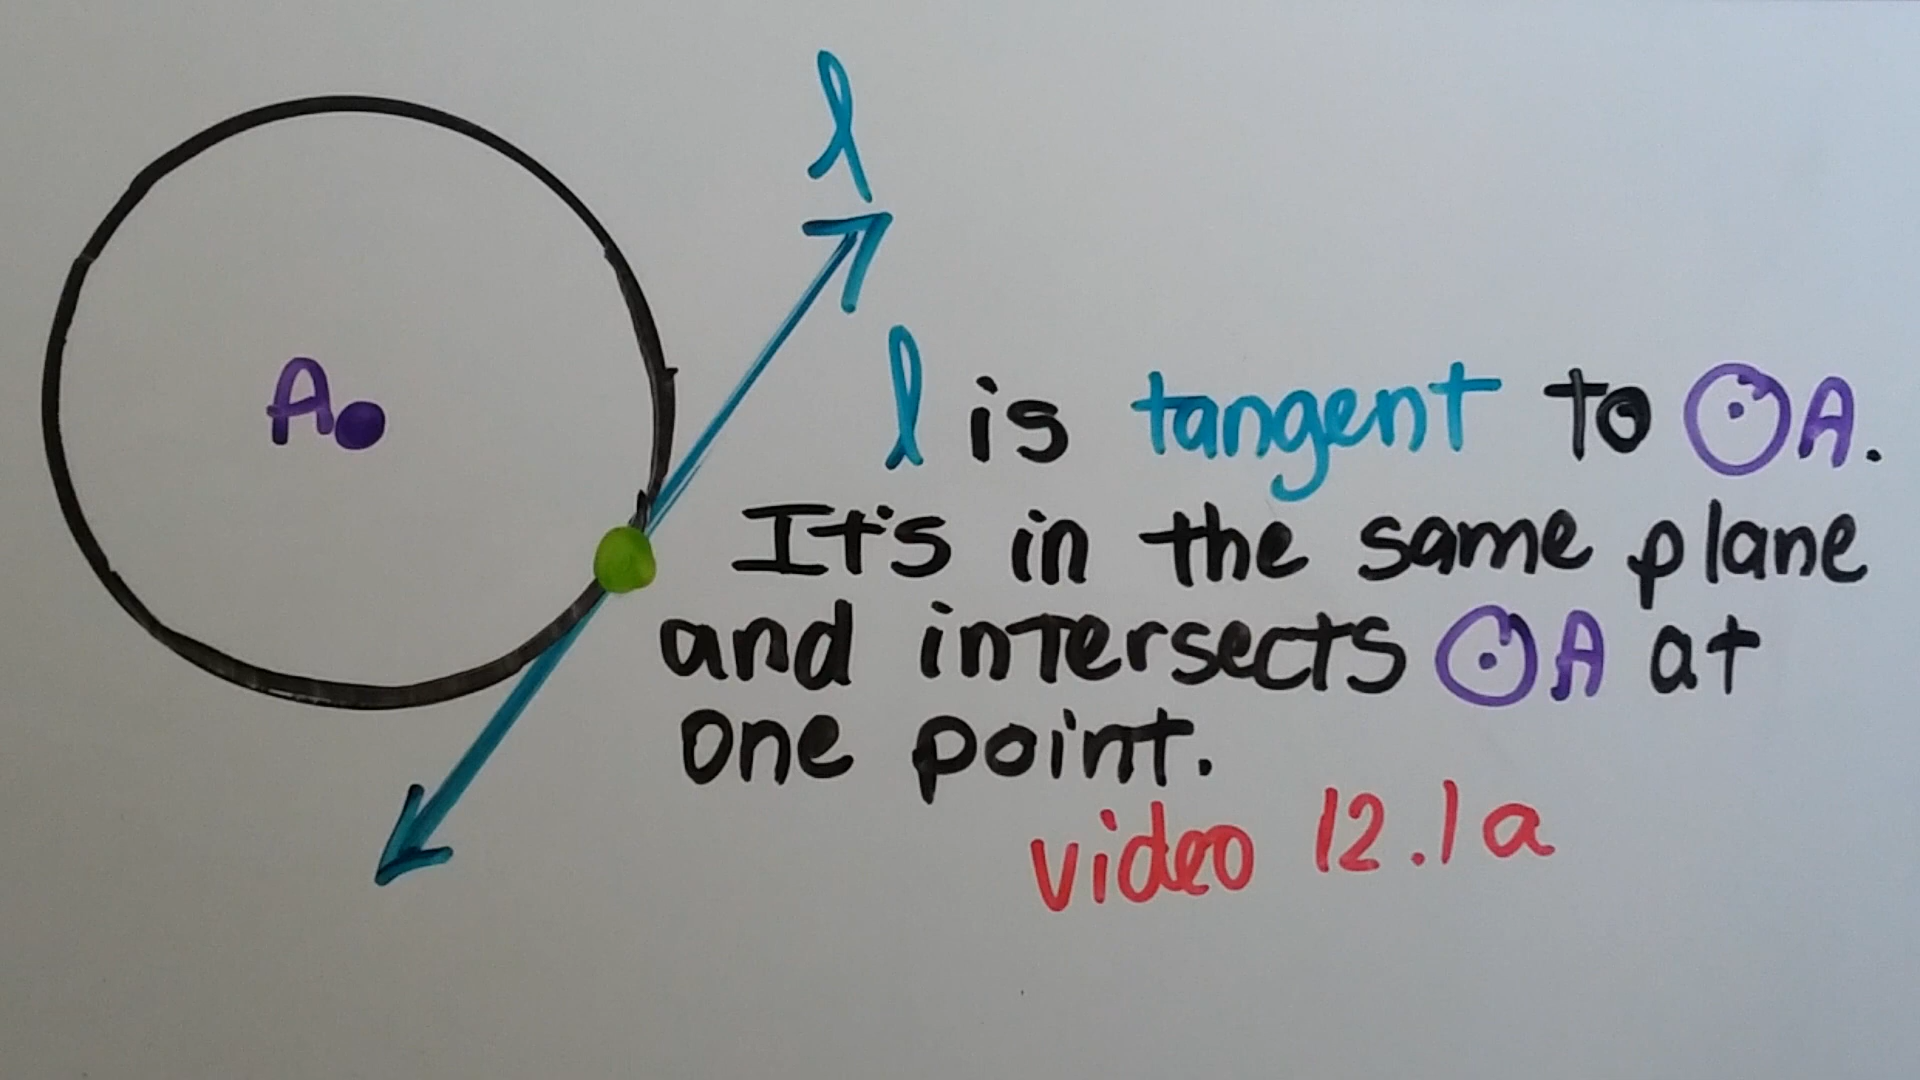 l
A
l is tangent to ⊙A.
It's in the same plane
and intersects ⊙A at
one point.
video 12.1a